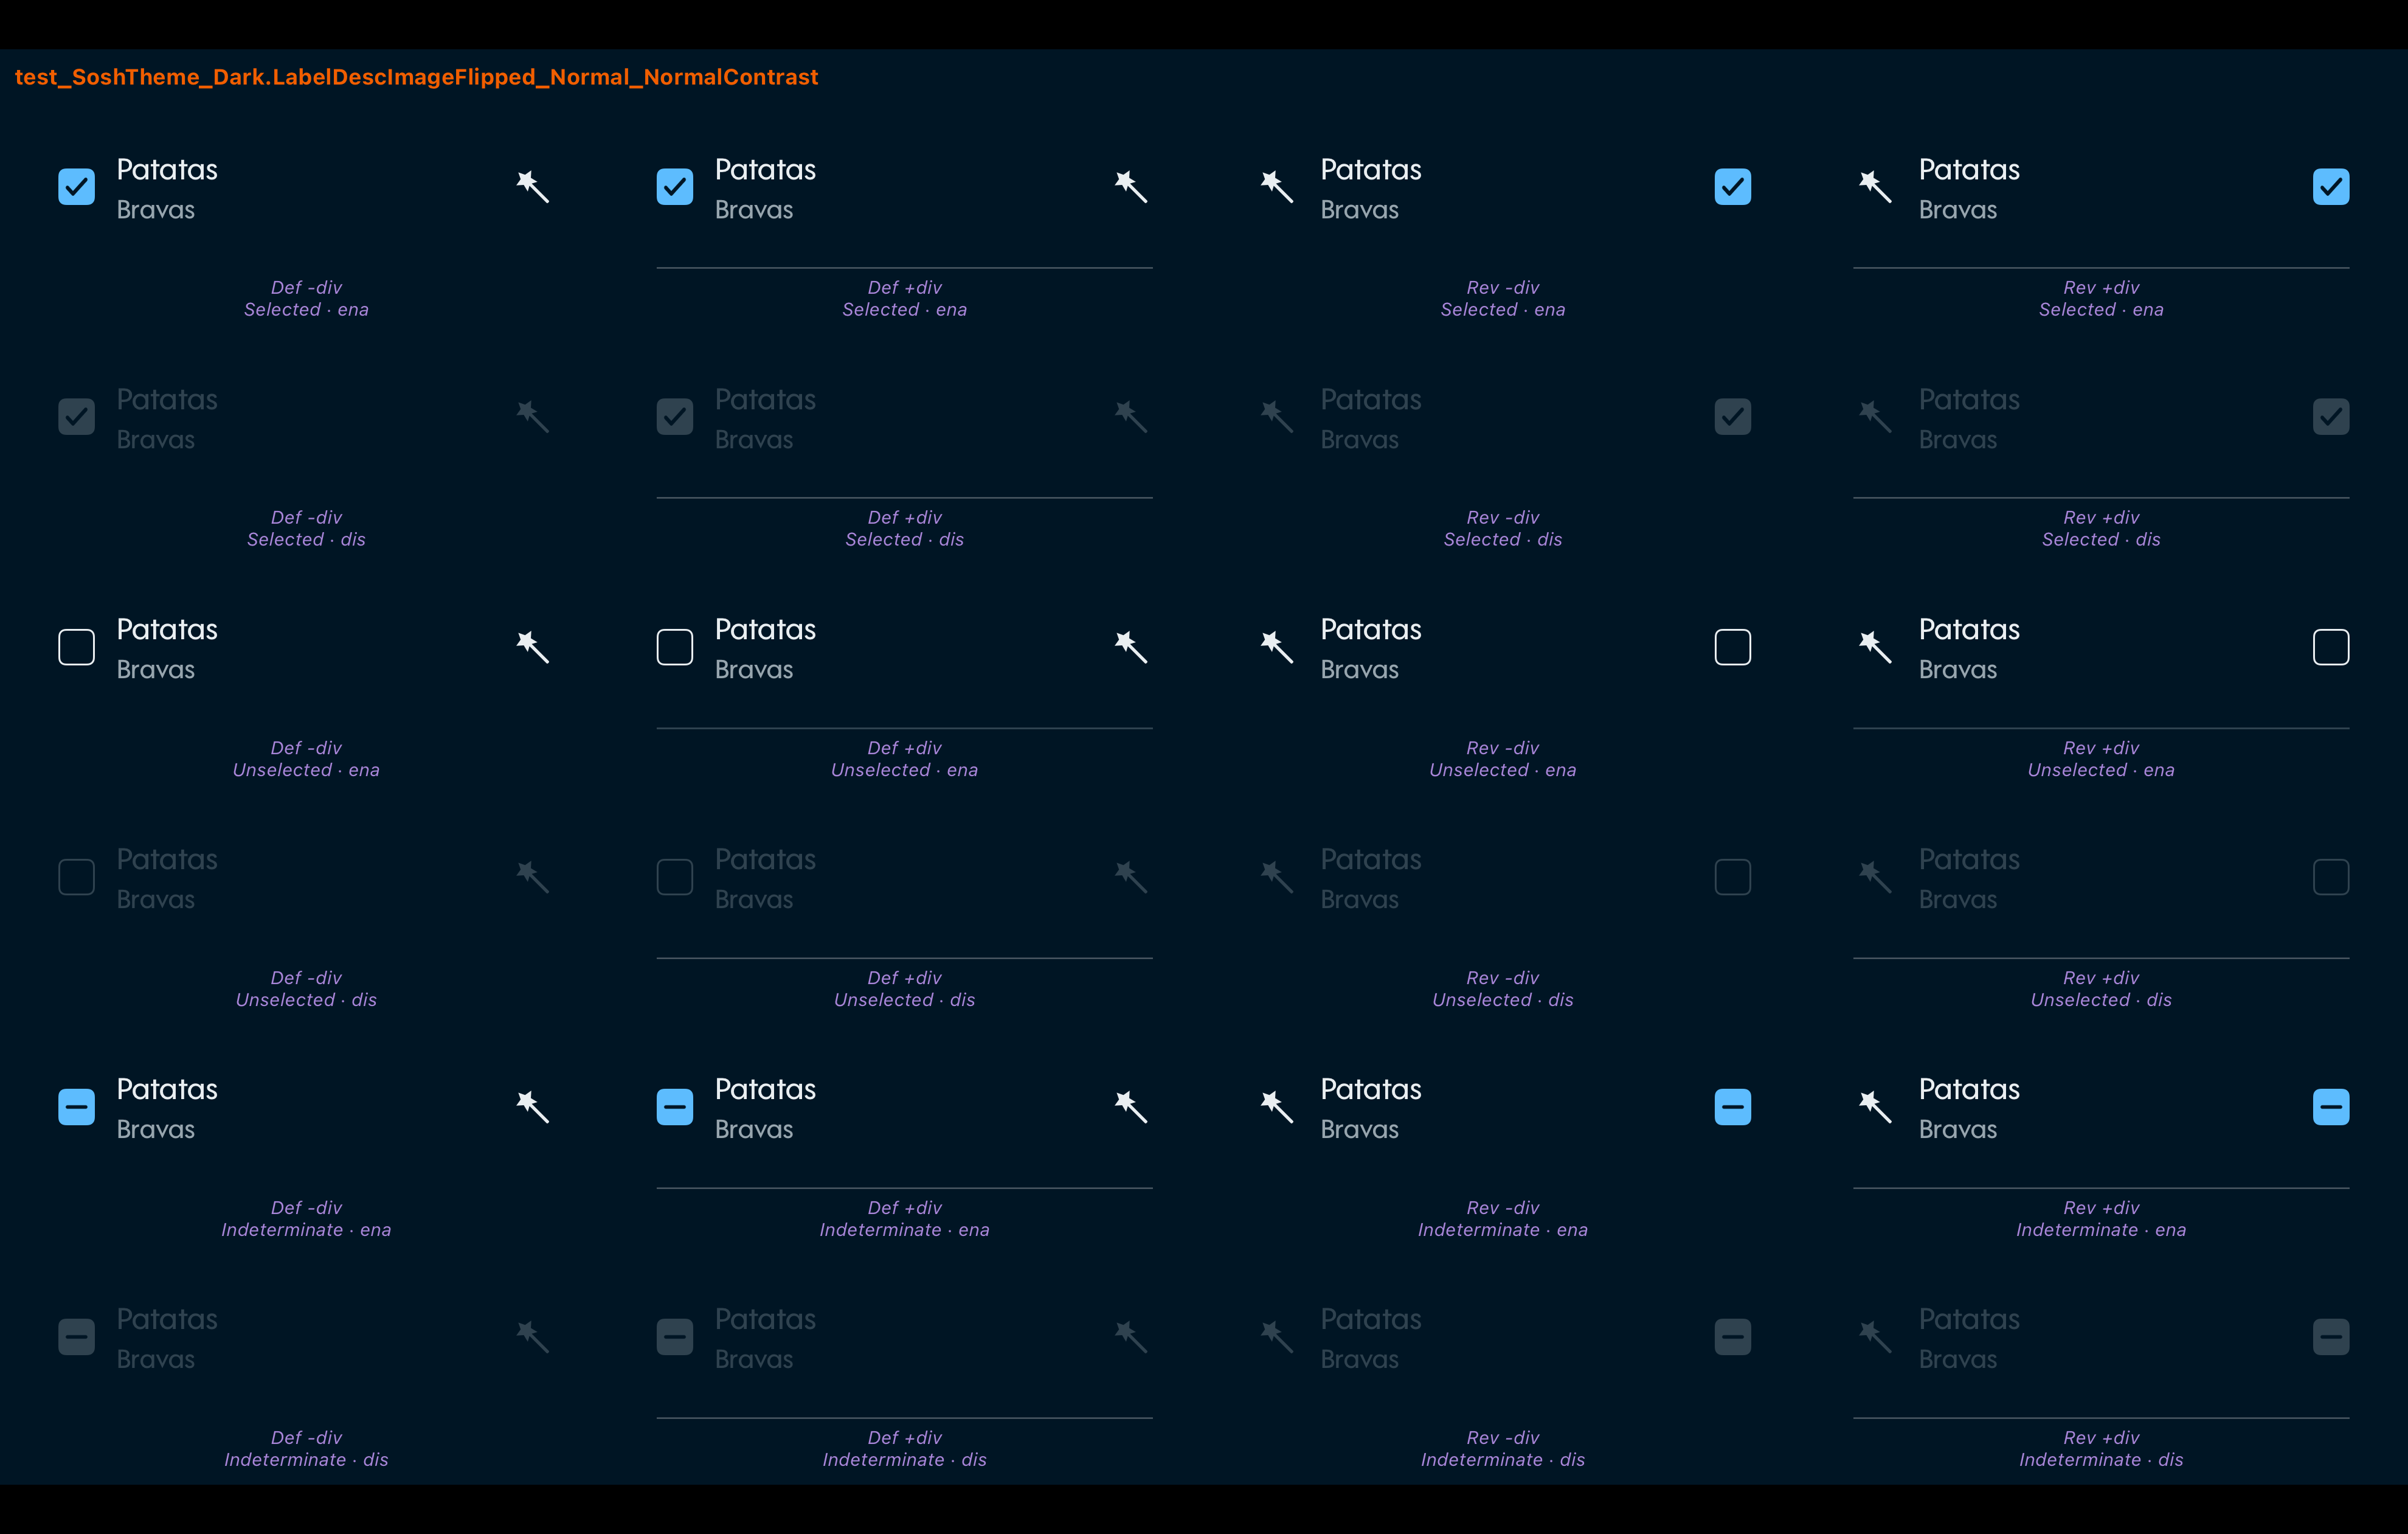 test_SoshTheme_Dark.LabelDescImageFlipped_Normal_NormalContrast
Patatas
Bravas
Def -div
Selected · ena
Patatas
Bravas
Def +div
Selected · ena
Patatas
Bravas
Rev -div
Selected · ena
Patatas
Bravas
Rev +div
Selected · ena
Patatas
Bravas
Def -div
Selected · dis
Patatas
Bravas
Def +div
Selected · dis
Patatas
Bravas
Rev -div
Selected · dis
Patatas
Bravas
Rev +div
Selected · dis
Patatas
Bravas
Def -div
Unselected · ena
Patatas
Bravas
Def +div
Unselected · ena
Patatas
Bravas
Rev -div
Unselected · ena
Patatas
Bravas
Rev +div
Unselected · ena
Patatas
Bravas
Def -div
Unselected · dis
Patatas
Bravas
Def +div
Unselected · dis
Patatas
Bravas
Rev -div
Unselected · dis
Patatas
Bravas
Rev +div
Unselected · dis
Patatas
Bravas
Def -div
Indeterminate · ena
Patatas
Bravas
Def +div
Indeterminate · ena
Patatas
Bravas
Rev -div
Indeterminate · ena
Patatas
Bravas
Rev +div
Indeterminate · ena
Patatas
Bravas
Def -div
Indeterminate · dis
Patatas
Bravas
Def +div
Indeterminate · dis
Patatas
Bravas
Rev -div
Indeterminate · dis
Patatas
Bravas
Rev +div
Indeterminate · dis